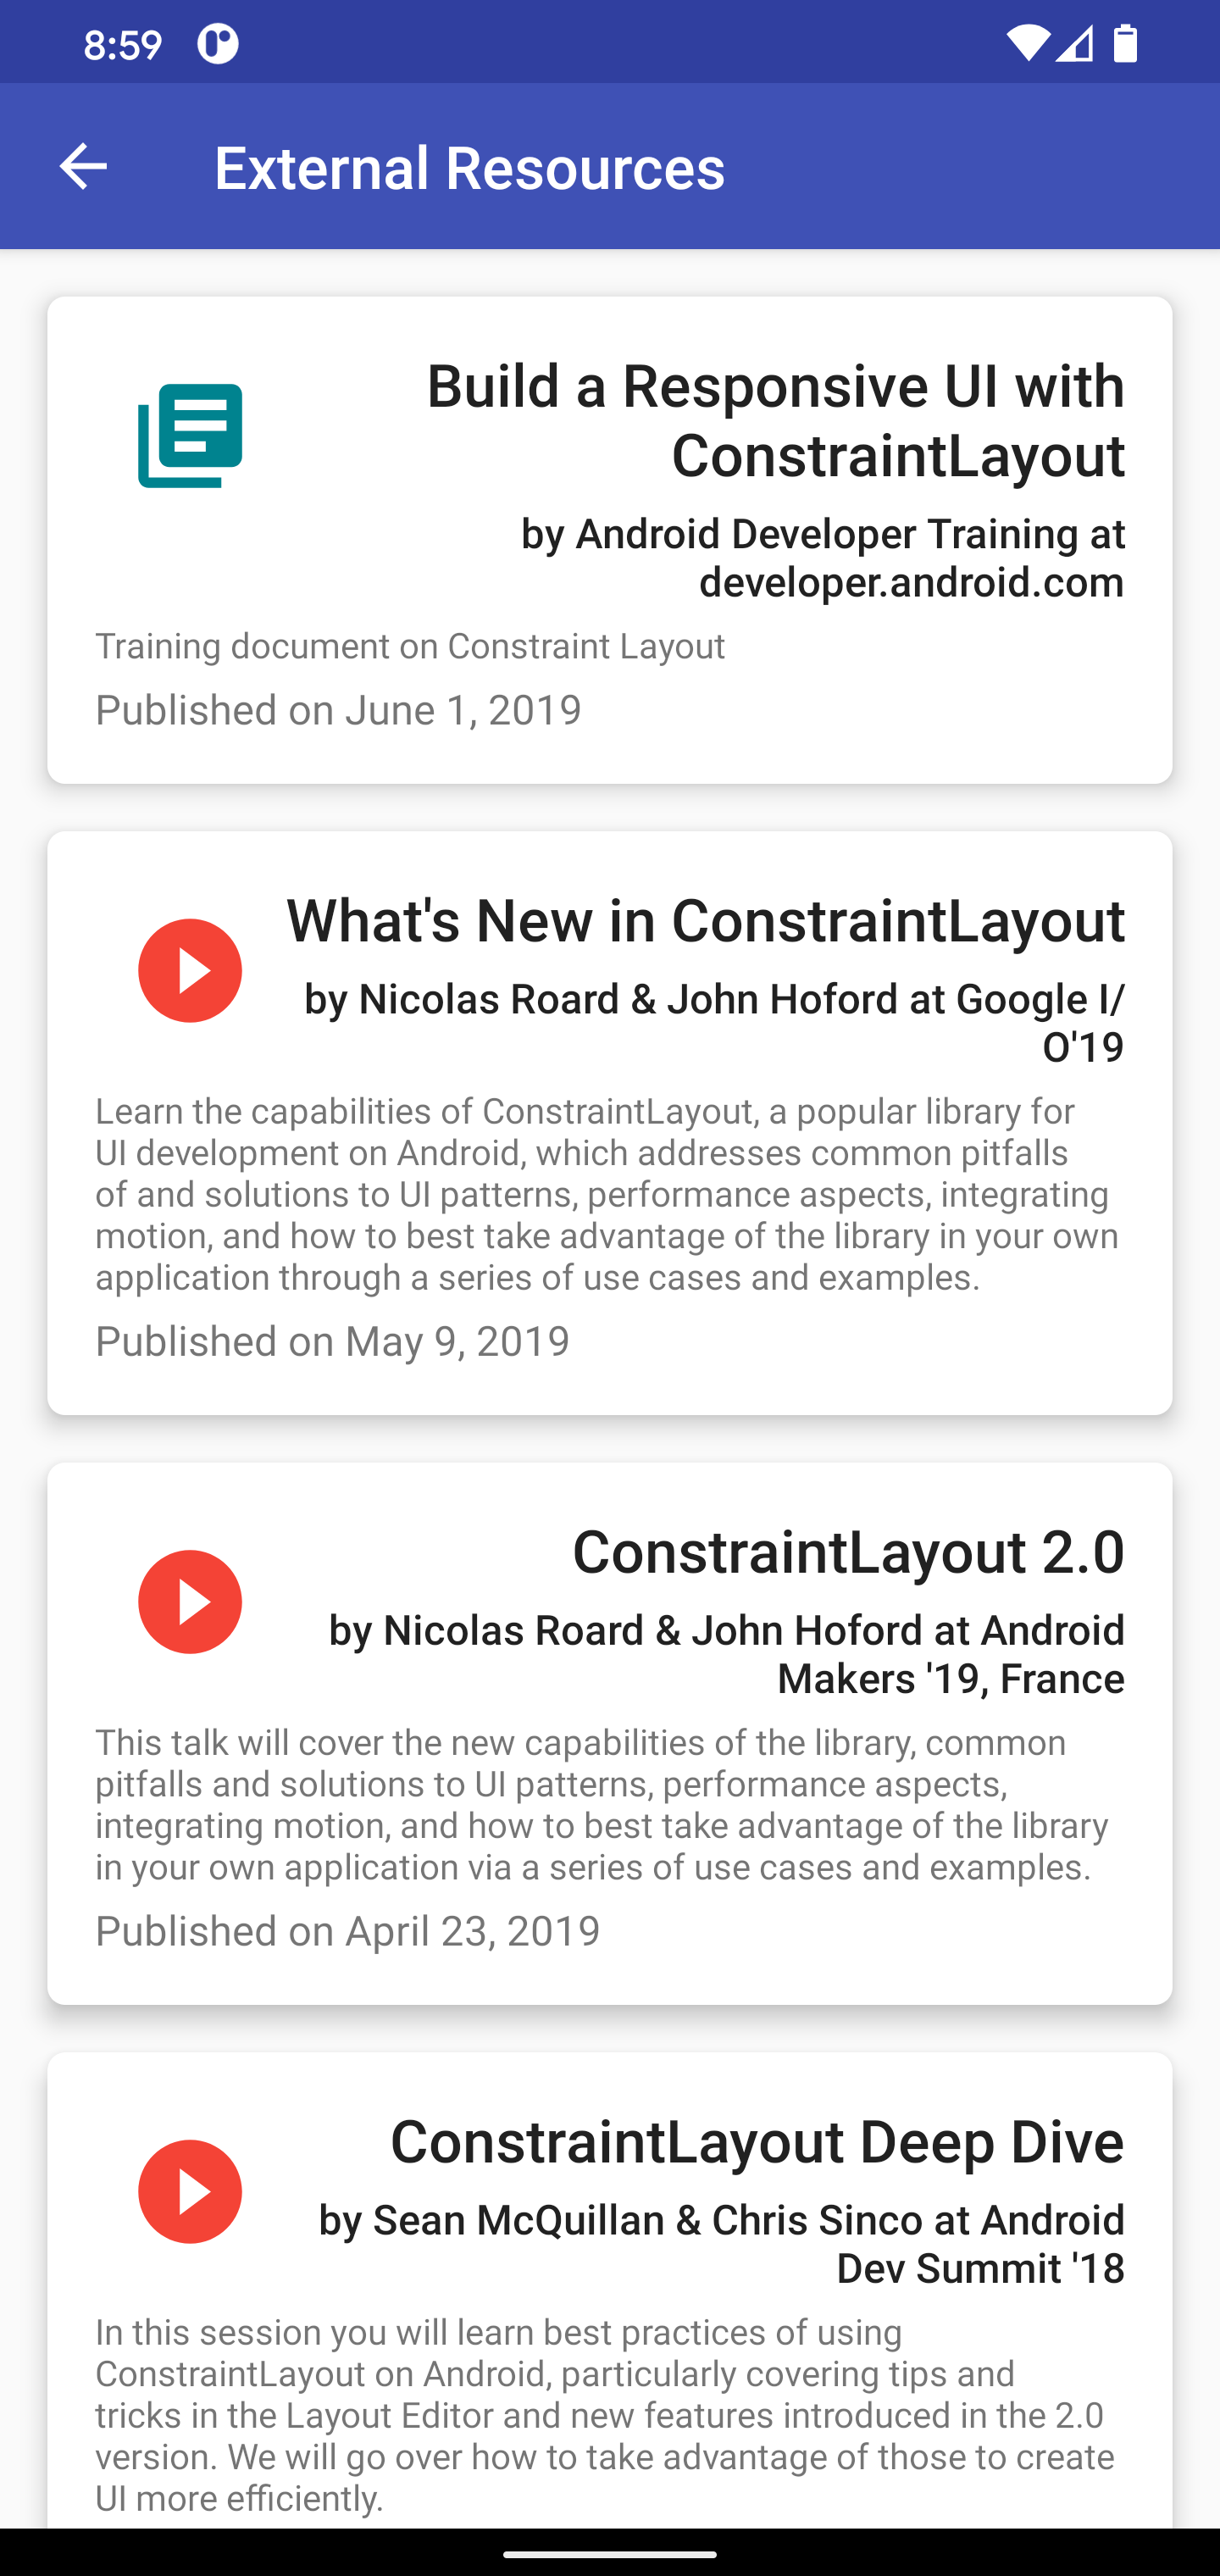 8:59
External Resources
Build a Responsive UI with
ConstraintLayout
by Android Developer Training at
developer.android.com
Training document on Constraint Layout
Published on June 1, 2019
What's New in ConstraintLayout
by Nicolas Roard & John Hoford at Google I/
O'19
Learn the capabilities of ConstraintLayout, a popular library for
UI development on Android, which addresses common pitfalls
of and solutions to UI patterns, performance aspects, integrating
motion, and how to best take advantage of the library in your own
application through a series of use cases and examples.
Published on May 9, 2019
ConstraintLayout 2.0
by Nicolas Roard & John Hoford at Android
Makers '19, France
This talk will cover the new capabilities of the library, common
pitfalls and solutions to UI patterns, performance aspects,
integrating motion, and how to best take advantage of the library
in your own application via a series of use cases and examples.
Published on April 23, 2019
ConstraintLayout Deep Dive
by Sean McQuillan & Chris Sinco at Android
Dev Summit '18
In this session you will learn best practices of using
ConstraintLayout on Android, particularly covering tips and
tricks in the Layout Editor and new features introduced in the 2.0
version. We will go over how to take advantage of those to create
UI more efficiently.